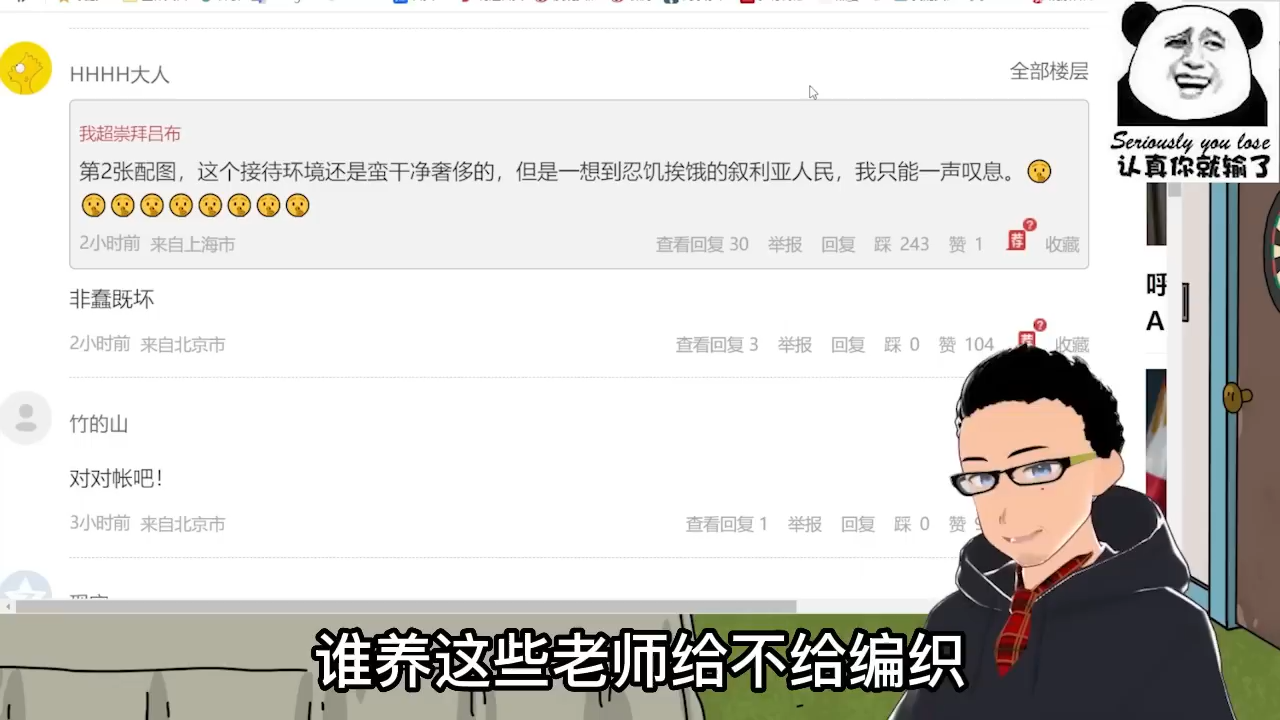 HHHH大人
全部楼层
我超崇拜吕布
第2张配图，这个接待环境还是蛮干净奢侈的，但是一想到忍饥挨饿的叙利亚人民，我只能一声叹息。
2小时前 来自上海市 查看回复 30 举报 回复 踩 243 赞 1 荐 ? 收藏
非蠢既坏
2小时前 来自北京市 查看回复 3 举报 回复 踩 0 赞 104 荐 ? 收藏
竹的山
对对帐吧！
3小时前 来自北京市 查看回复 1 举报 回复 踩 0 赞
Seriously you lose
认真你就输了
呼
A
谁养这些老师给不给编织